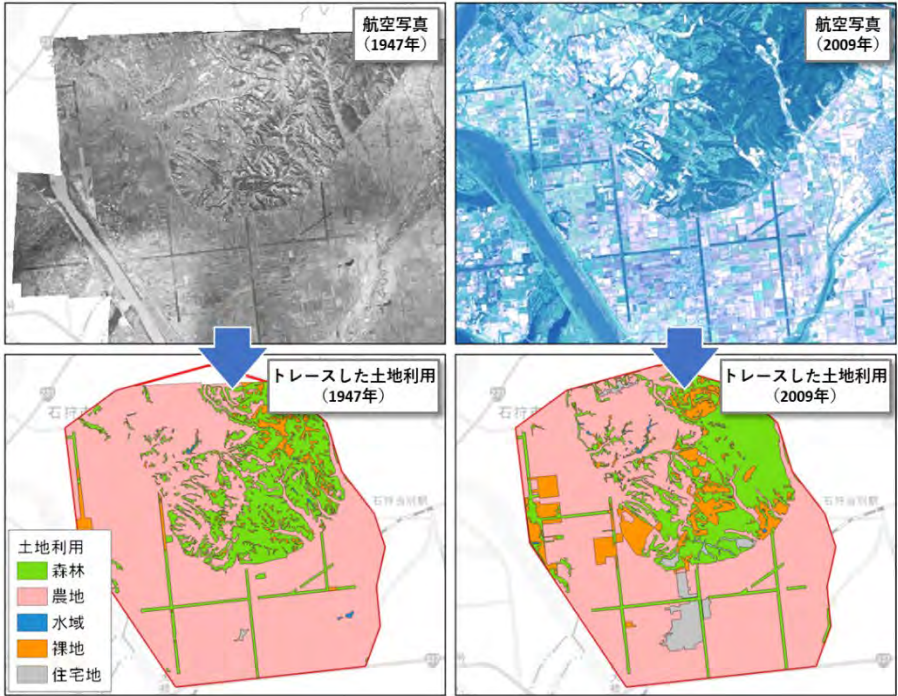 航空写真
（1947年）
航空写真
（2009年）
トレースした土地利用
（1947年）
トレースした土地利用
（2009年）
石狩
石狩当別駅
石狩当別駅
土地利用
森林
農地
水域
裸地
住宅地